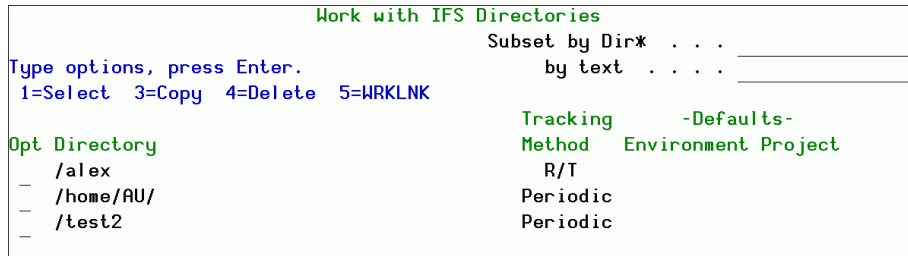 Work with IFS Directories
Subset by Dir* . . .
Type options, press Enter. by text . . . .
1=Select 3=Copy 4=Delete 5=WRKLNK
Tracking -Defaults-
Opt Directory Method Environment Project
_ /alex R/T
_ /home/AU/ Periodic
_ /test2 Periodic